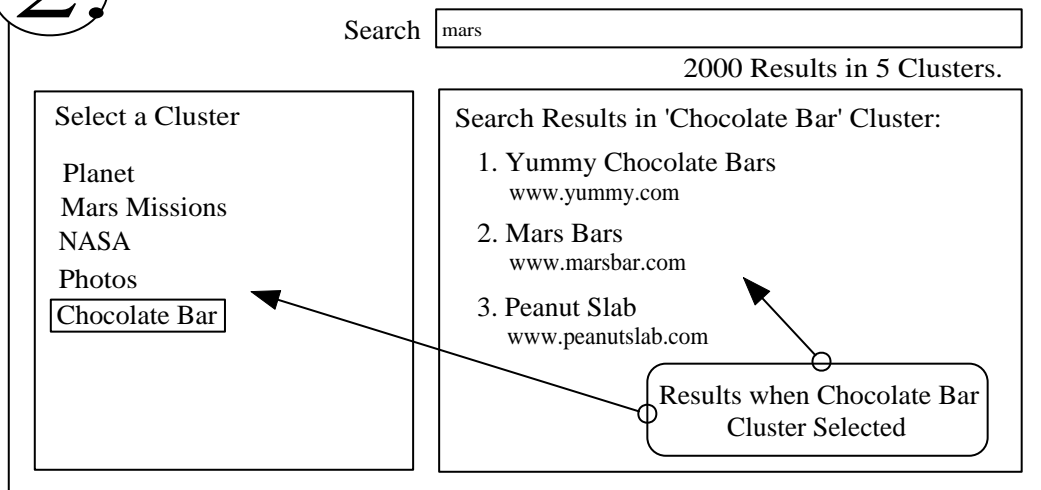 2.
Search mars
2000 Results in 5 Clusters.
Select a Cluster
Planet
Mars Missions
NASA
Photos
Chocolate Bar
Search Results in 'Chocolate Bar' Cluster:
1. Yummy Chocolate Bars
www.yummy.com
2. Mars Bars
www.marsbar.com
3. Peanut Slab
www.peanutslab.com
Results when Chocolate Bar
Cluster Selected